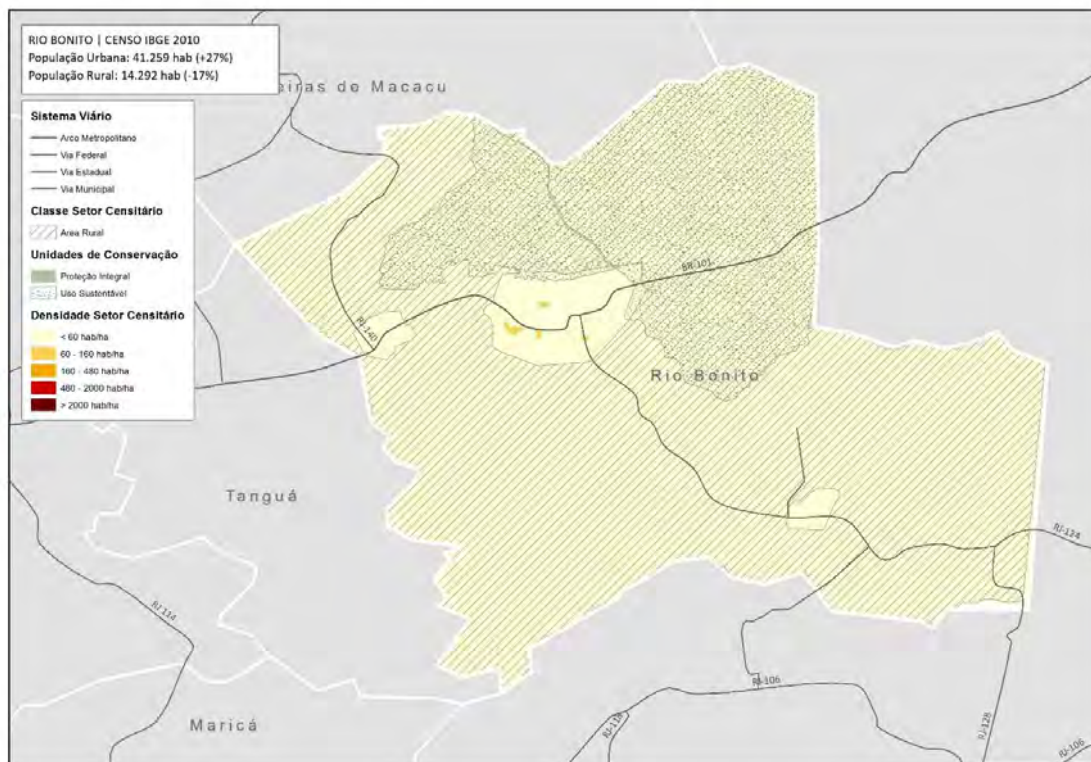 RIO BONITO | CENSO IBGE 2010
População Urbana: 41.259 hab (+27%)
População Rural: 14.292 hab (-17%)
eiras de Macacu
Sistema Viário
Arco Metropolitano
Via Federal
Via Estadual
Via Municipal
Classe Setor Censitário
Area Rural
Unidades de Conservação
Proteção Integral
Uso Sustentável
Densidade Setor Censitário
< 60 hab/ha
60 - 160 hab/ha
160 - 480 hab/ha
480 - 2000 hab/ha
> 2000 hab/ha
BR-101
RJ-140
Rio Bonito
Tanguá
RJ-124
RJ-114
RJ-106
Maricá
RJ-118
RJ-128
RJ-106